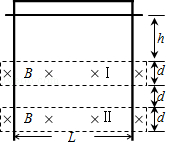 h
B × × Ⅰ × d
d
B × × Ⅱ × d
L